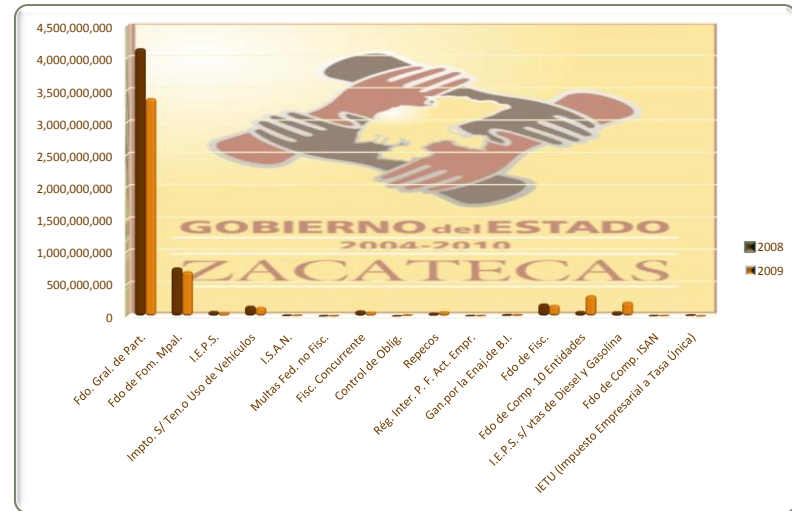 4,500,000,000
4,000,000,000
3,500,000,000
3,000,000,000
2,500,000,000
2,000,000,000
1,500,000,000
1,000,000,000
500,000,000
0
GOBIERNO del ESTADO
2004-2010
ZACATECAS
2008
2009
Fdo. Gral. de Part.
Fdo de Fom. Mpal.
I.E.P.S.
Impto. S/ Ten.o Uso de Vehículos
I.S.A.N.
Multas Fed. no Fisc.
Fisc. Concurrente
Control de Oblig.
Repecos
Rég. Inter. P. F. Act. Empr.
Gan.por la Enaj.de B.I.
Fdo de Fisc.
Fdo de Comp. 10 Entidades
I.E.P.S. s/ vtas de Diesel y Gasolina
Fdo de Comp. ISAN
IETU (Impuesto Empresarial a Tasa Única)